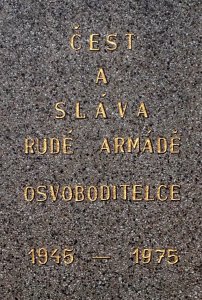 ČEST
A
SLÁVA
RUDÉ ARMÁDĚ
OSVOBODITELCE
1945 — 1975